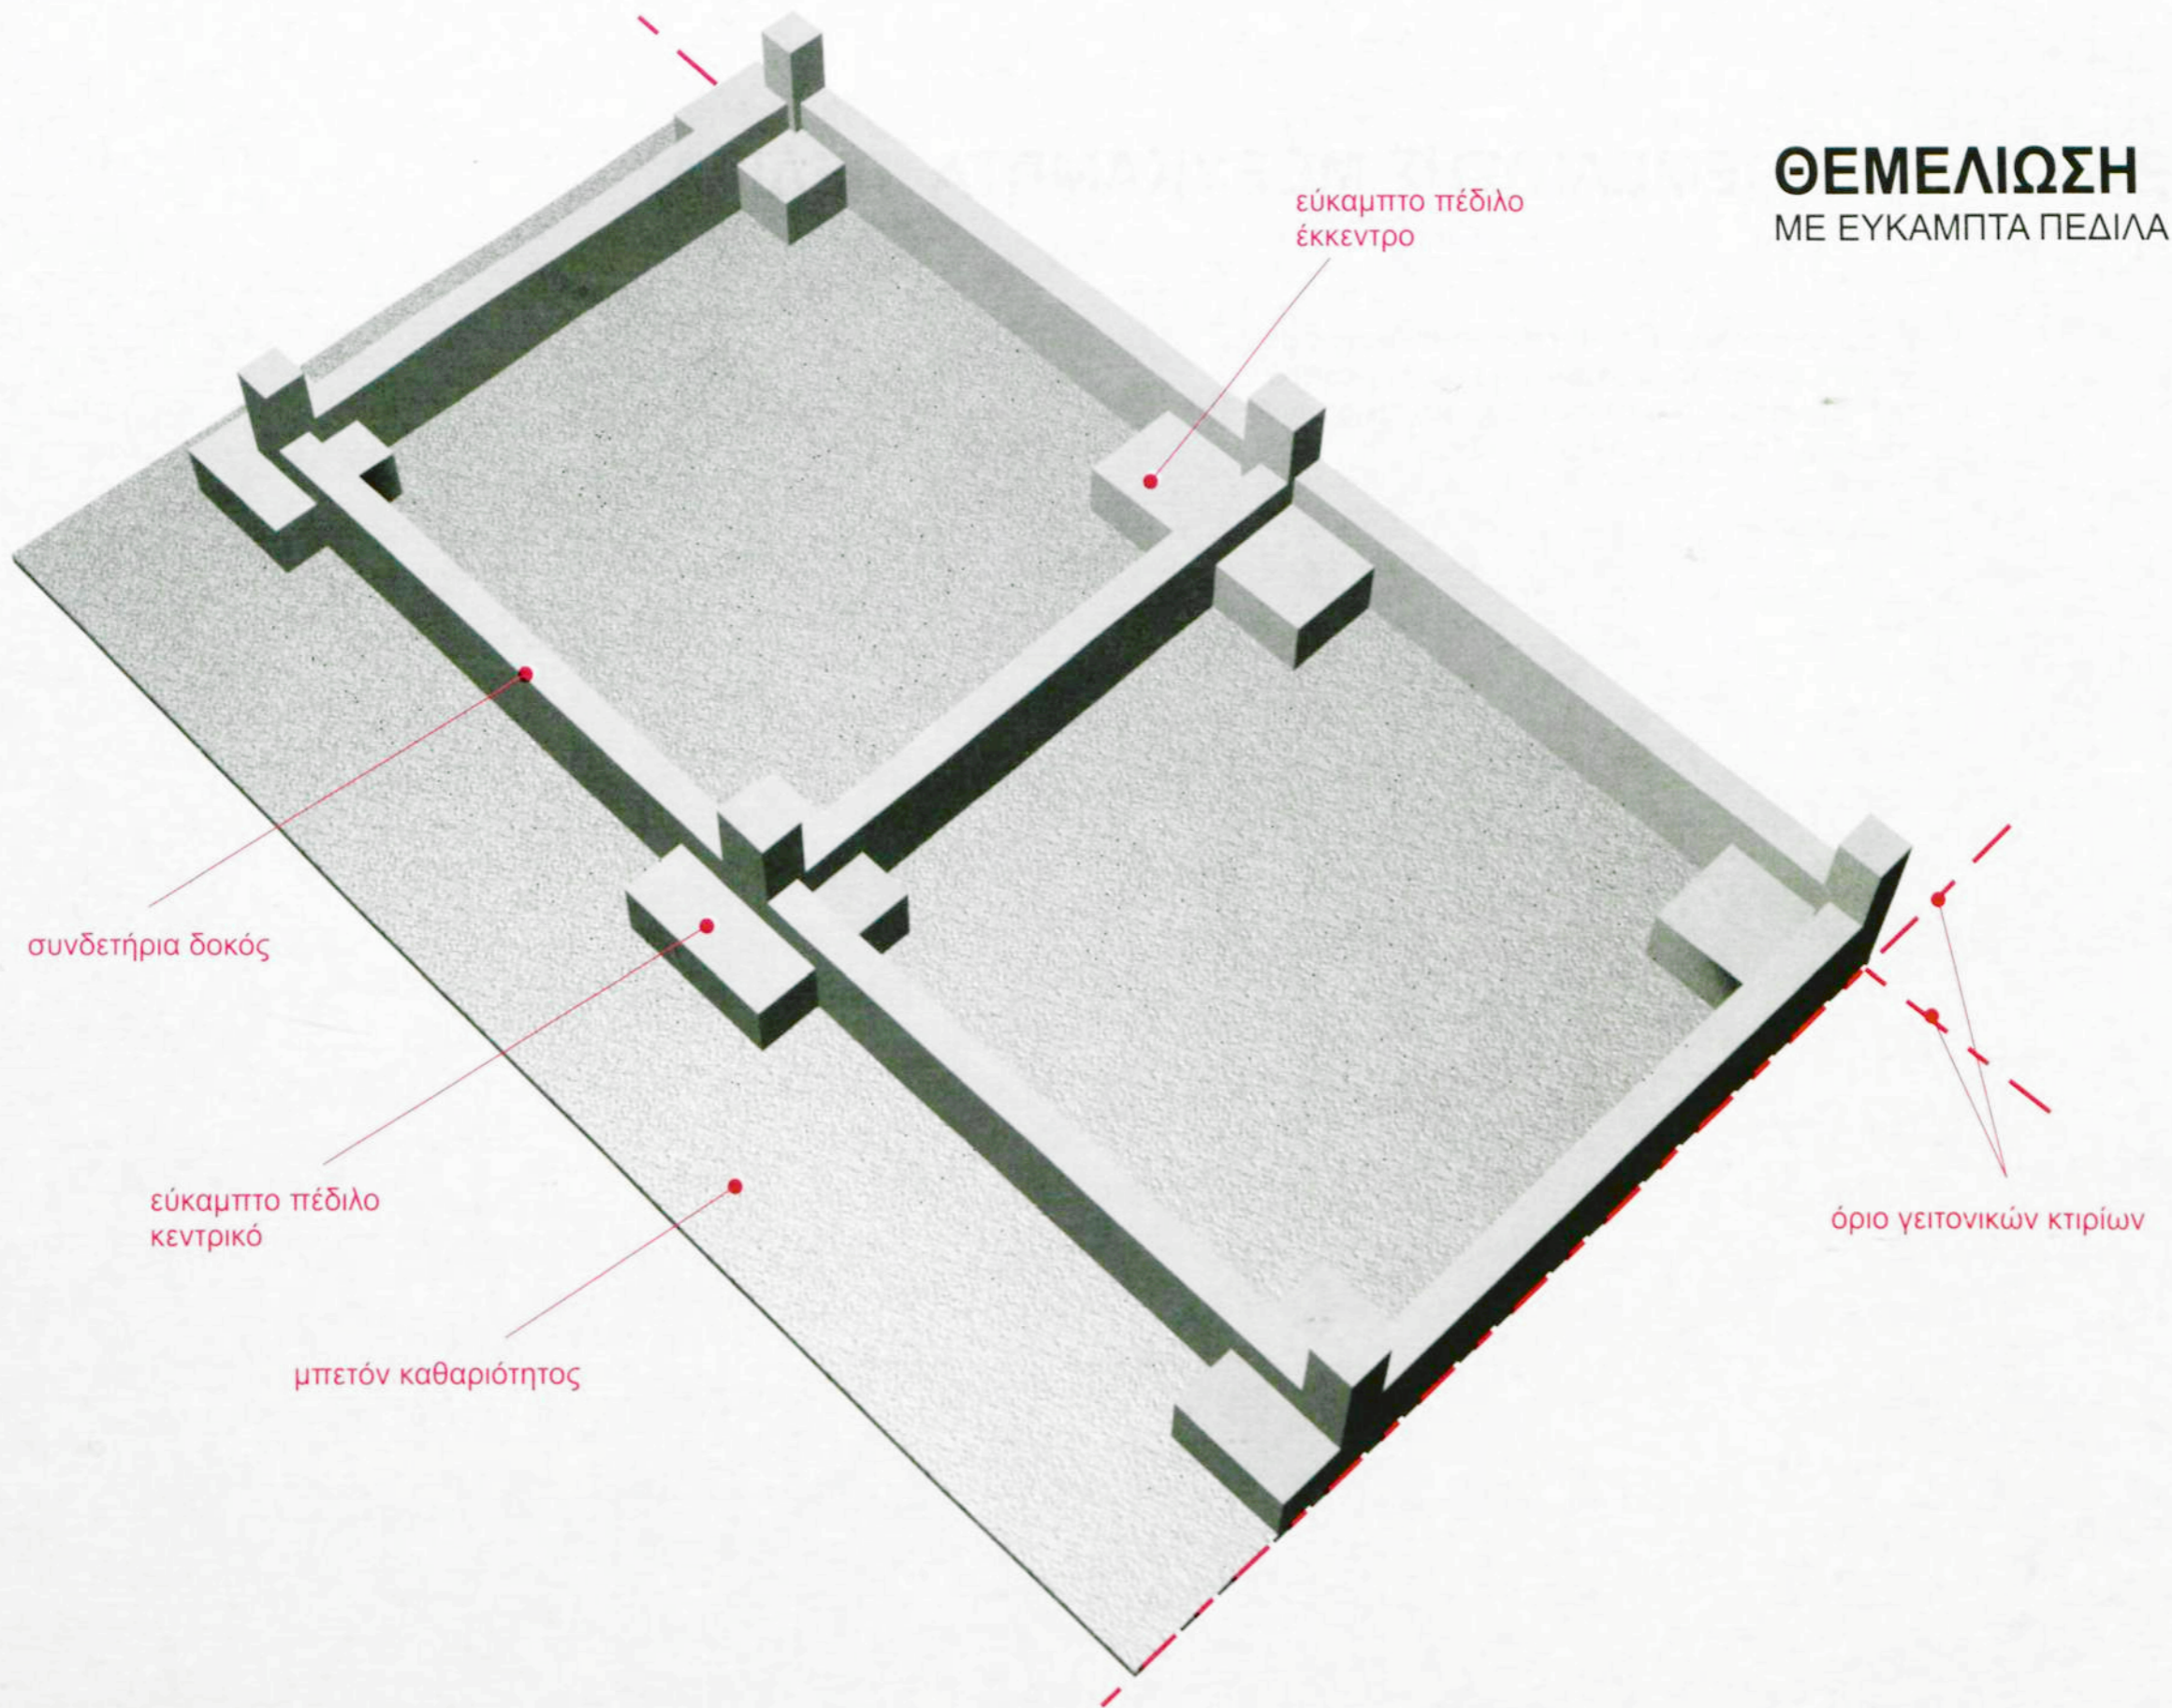 ΘΕΜΕΛΙΩΣΗ
ΜΕ ΕΥΚΑΜΠΤΑ ΠΕΔΙΛΑ
εύκαμπτο πέδιλο
έκκεντρο
συνδετήρια δοκός
εύκαμπτο πέδιλο
κεντρικό
μπετόν καθαριότητος
όριο γειτονικών κτιρίων